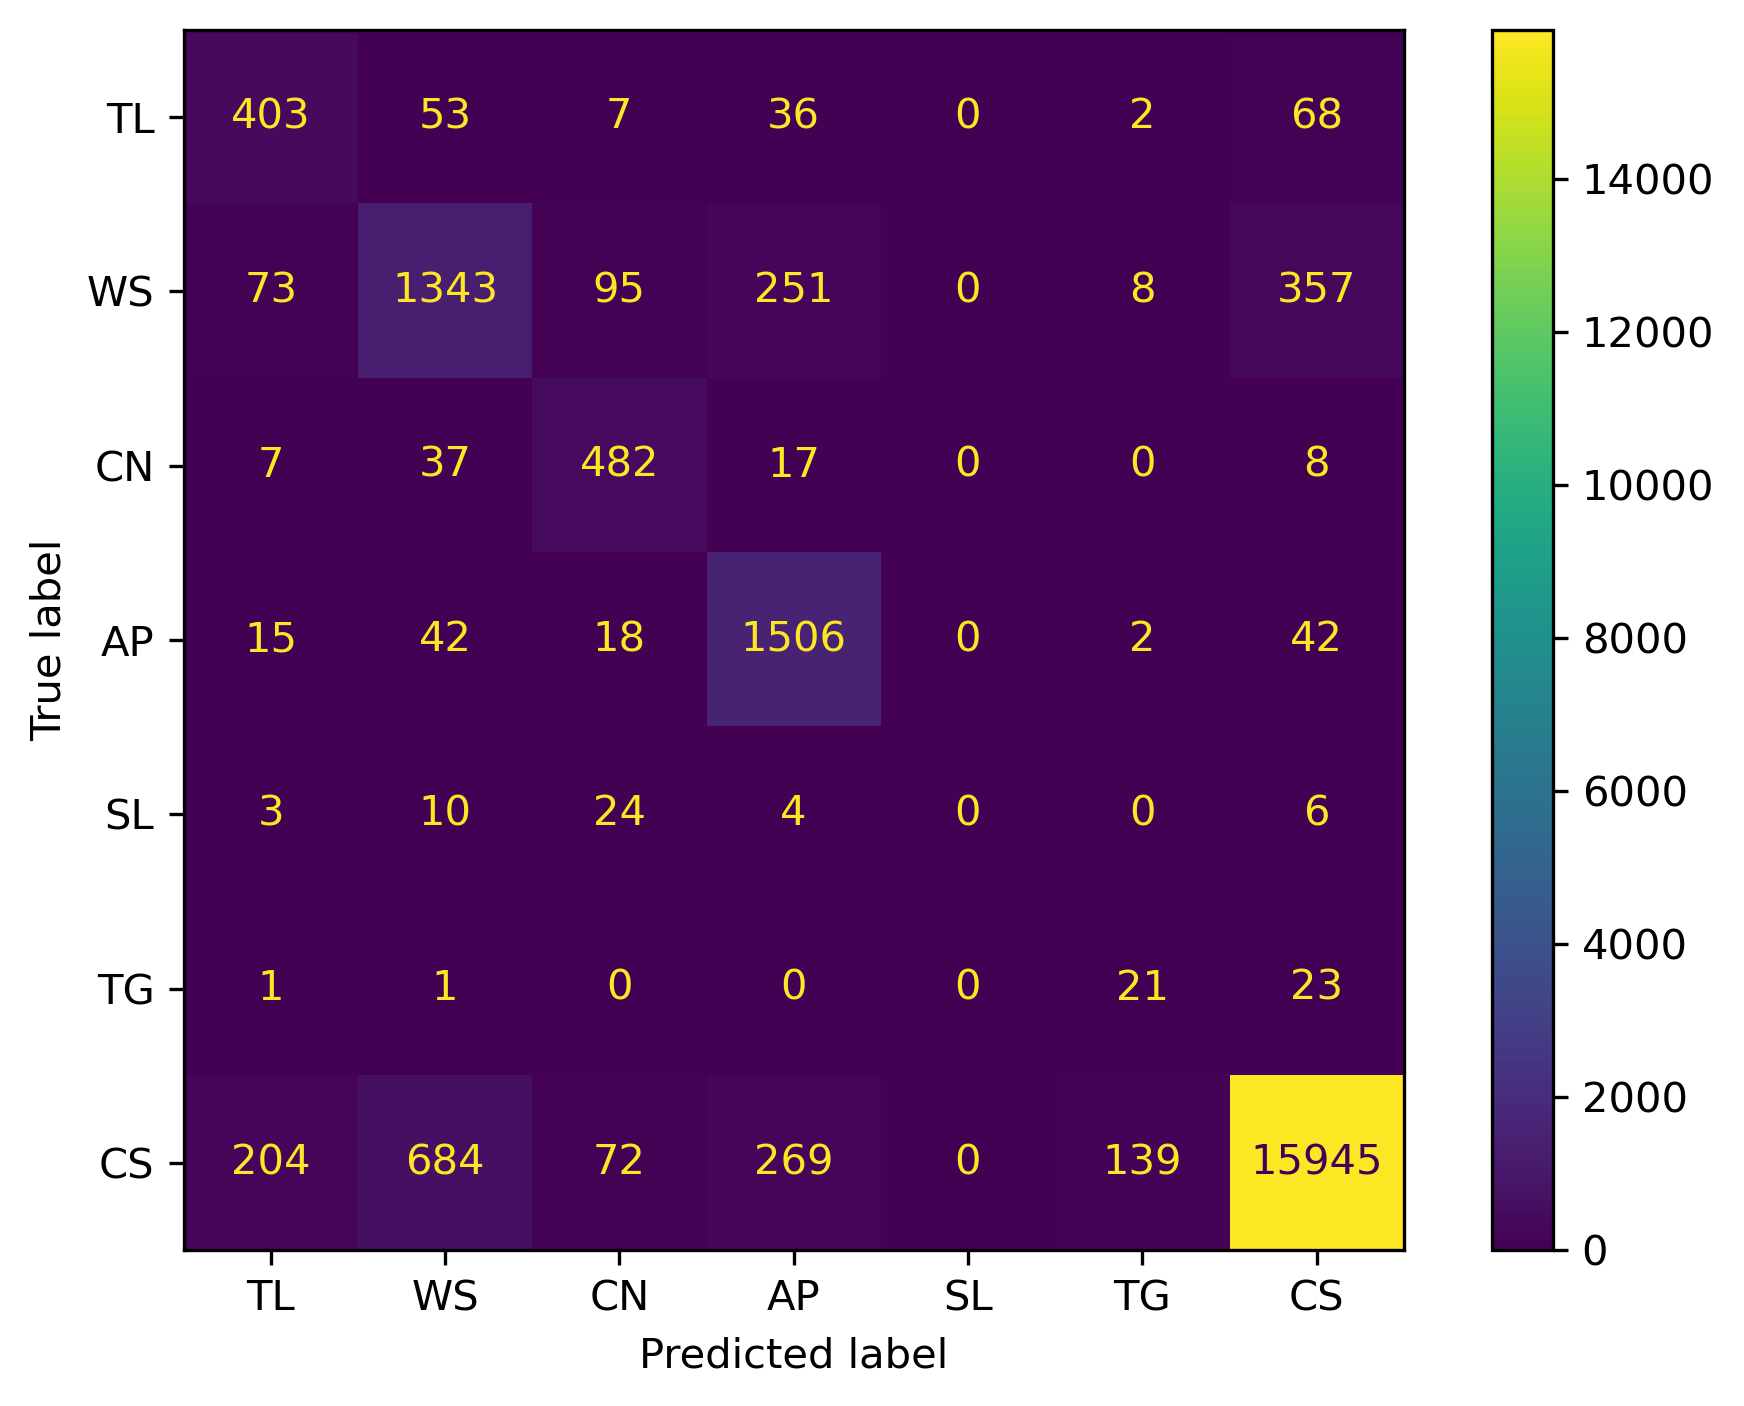 TL 403 53 7 36 0 2 68
WS 73 1343 95 251 0 8 357
CN 7 37 482 17 0 0 8
AP 15 42 18 1506 0 2 42
SL 3 10 24 4 0 0 6
TG 1 1 0 0 0 21 23
CS 204 684 72 269 0 139 15945
TL WS CN AP SL TG CS
Predicted label
True label
14000
12000
10000
8000
6000
4000
2000
0